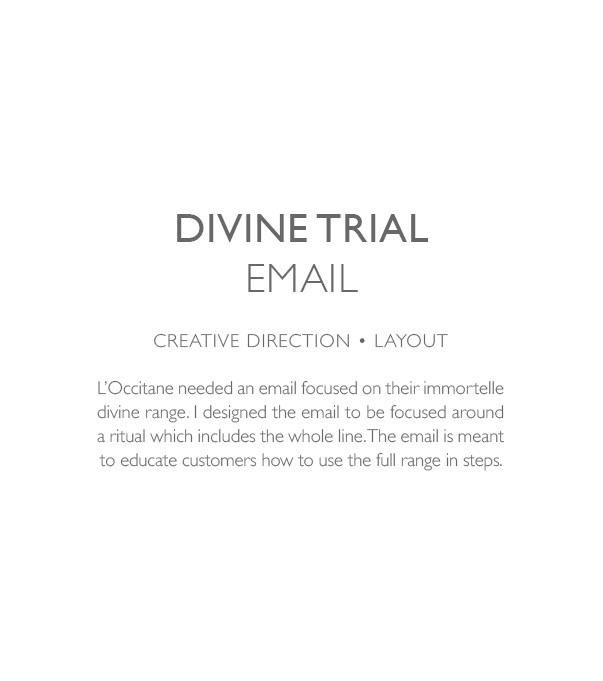 DIVINE TRIAL
EMAIL
CREATIVE DIRECTION • LAYOUT
L'Occitane needed an email focused on their immortelle
divine range. I designed the email to be focused around
a ritual which includes the whole line. The email is meant
to educate customers how to use the full range in steps.